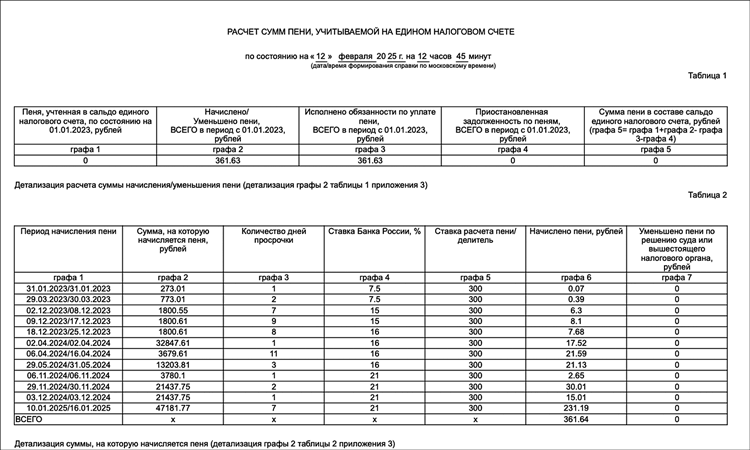 РАСЧЕТ СУММ ПЕНИ, УЧИТЫВАЕМОЙ НА ЕДИНОМ НАЛОГОВОМ СЧЕТЕ
по состоянию на « 12 » февраля 20 25 г. на 12 часов 45 минут
(дата/время формирования справки по московскому времени)
Таблица 1
Пеня, учтенная в сальдо единого налогового счета, по состоянию на 01.01.2023, рублей | Начислено/ Уменьшено пени, ВСЕГО в период с 01.01.2023, рублей | Исполнено обязанности по уплате пени, ВСЕГО в период с 01.01.2023, рублей | Приостановленная задолженность по пеням, ВСЕГО в период с 01.01.2023, рублей | Сумма пени в составе сальдо единого налогового счета, рублей (графа 5= графа 1+графа 2- графа 3-графа 4)
графа 1 | графа 2 | графа 3 | графа 4 | графа 5
0 | 361.63 | 361.63 | 0 | 0
Детализация расчета суммы начисления/уменьшения пени (детализация графы 2 таблицы 1 приложения 3)
Таблица 2
Период начисления пени | Сумма, на которую начисляется пеня, рублей | Количество дней просрочки | Ставка Банка России, % | Ставка расчета пени/ делитель | Начислено пени, рублей | Уменьшено пени по решению суда или вышестоящего налогового органа, рублей
графа 1 | графа 2 | графа 3 | графа 4 | графа 5 | графа 6 | графа 7
31.01.2023/31.01.2023 | 273.01 | 1 | 7.5 | 300 | 0.07 | 0
29.03.2023/30.03.2023 | 773.01 | 2 | 7.5 | 300 | 0.39 | 0
02.12.2023/08.12.2023 | 1800.55 | 7 | 15 | 300 | 6.3 | 0
09.12.2023/17.12.2023 | 1800.61 | 9 | 15 | 300 | 8.1 | 0
18.12.2023/25.12.2023 | 1800.61 | 8 | 16 | 300 | 7.68 | 0
02.04.2024/02.04.2024 | 32847.61 | 1 | 16 | 300 | 17.52 | 0
06.04.2024/16.04.2024 | 3679.61 | 11 | 16 | 300 | 21.59 | 0
29.05.2024/31.05.2024 | 13203.81 | 3 | 16 | 300 | 21.13 | 0
06.11.2024/06.11.2024 | 3780.1 | 1 | 21 | 300 | 2.65 | 0
29.11.2024/30.11.2024 | 21437.75 | 2 | 21 | 300 | 30.01 | 0
03.12.2024/03.12.2024 | 21437.75 | 1 | 21 | 300 | 15.01 | 0
10.01.2025/16.01.2025 | 47181.77 | 7 | 21 | 300 | 231.19 | 0
ВСЕГО | x | x | x | x | 361.64 | 0
Детализация суммы, на которую начисляется пеня (детализация графы 2 таблицы 2 приложения 3)